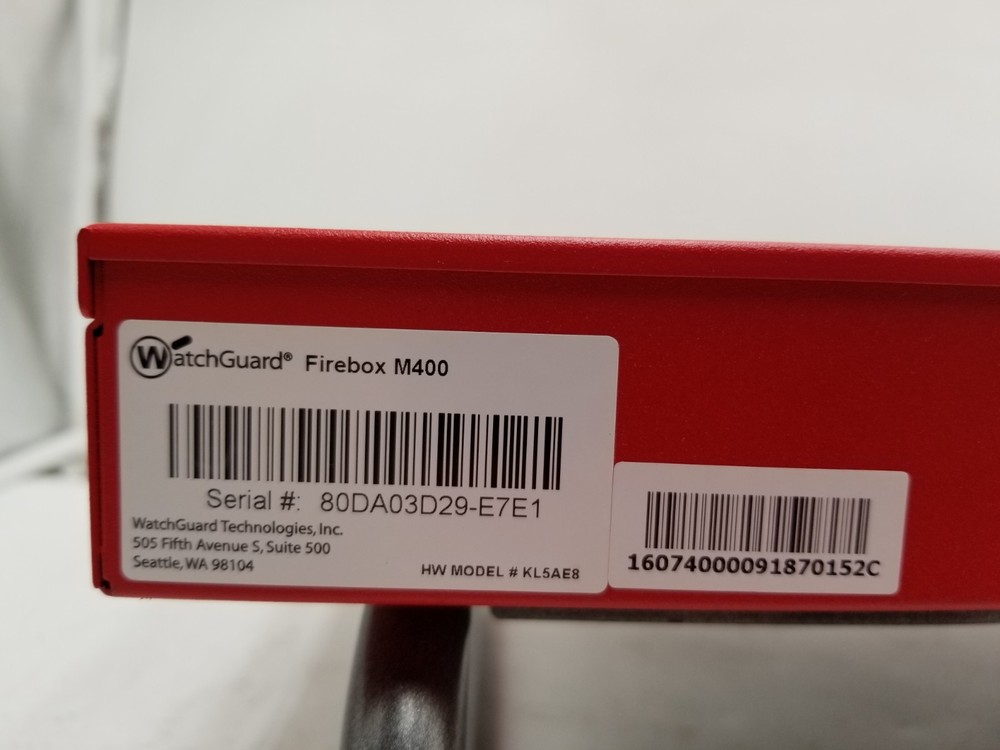 WatchGuard® Firebox M400
Serial #: 80DA03D29-E7E1
WatchGuard Technologies, Inc.
505 Fifth Avenue S, Suite 500
Seattle, WA 98104
HW MODEL # KL5AE8
16074000091870152C